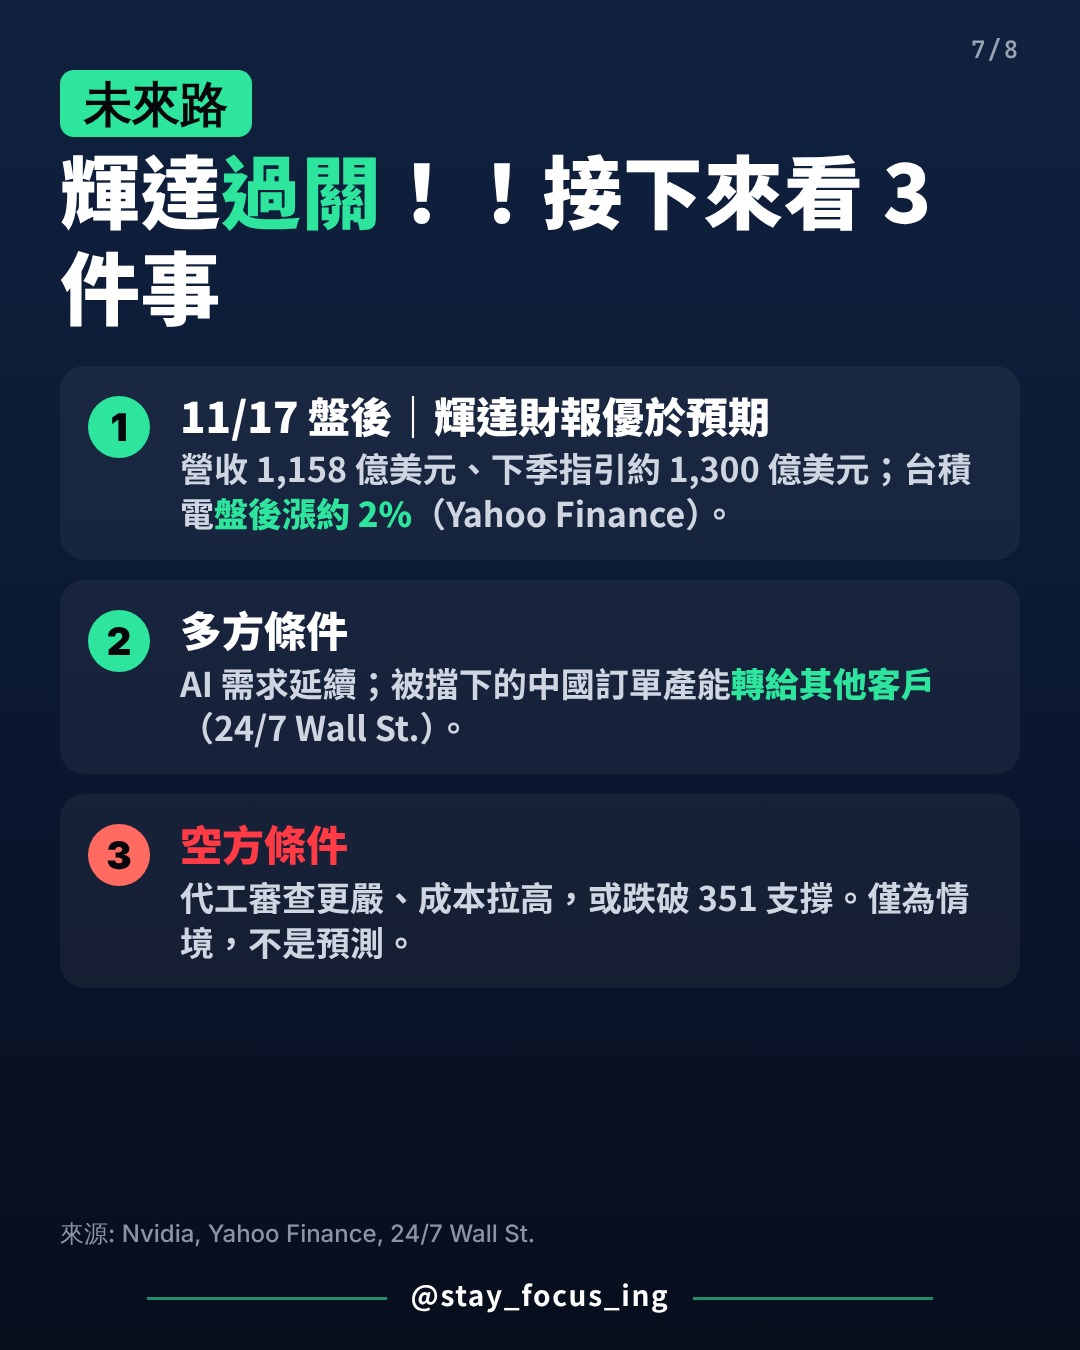 7/8
未來路
輝達過關！！接下來看 3
件事
1
11/17 盤後｜輝達財報優於預期
營收 1,158 億美元、下季指引約 1,300 億美元；台積
電盤後漲約 2%（Yahoo Finance）。
2
多方條件
AI 需求延續；被擋下的中國訂單產能轉給其他客戶
（24/7 Wall St.）。
3
空方條件
代工審查更嚴、成本拉高，或跌破 351 支撐。僅為情
境，不是預測。
來源: Nvidia, Yahoo Finance, 24/7 Wall St.
@stay_focus_ing